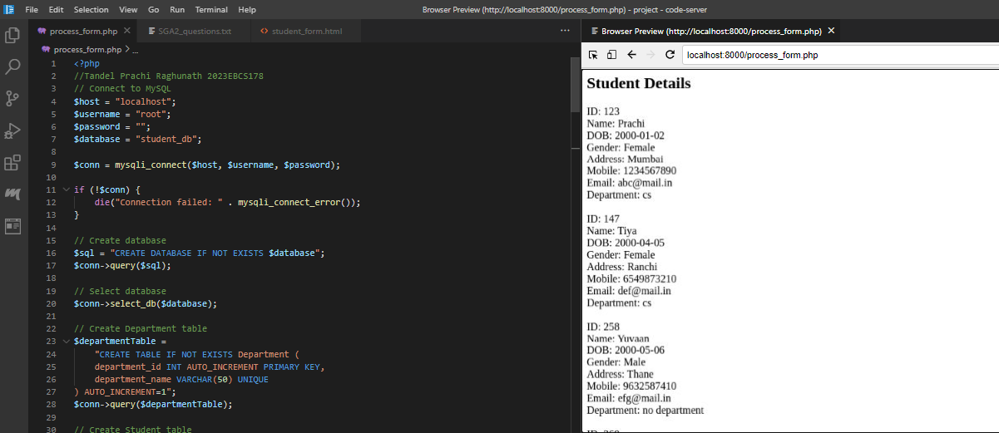 File Edit Selection View Go Run Terminal Help
Browser Preview (http://localhost:8000/process_form.php) - project - code-server
process_form.php
SGA2_questions.txt
student_form.html
process_form.php > ...
1 <?php
2 //Tandel Prachi Raghunath 2023EBCS178
3 // Connect to MySQL
4 $host = "localhost";
5 $username = "root";
6 $password = "";
7 $database = "student_db";
8
9 $conn = mysqli_connect($host, $username, $password);
10
11 if (!$conn) {
12 die("Connection failed: " . mysqli_connect_error());
13 }
14
15 // Create database
16 $sql = "CREATE DATABASE IF NOT EXISTS $database";
17 $conn->query($sql);
18
19 // Select database
20 $conn->select_db($database);
21
22 // Create Department table
23 $departmentTable =
24 "CREATE TABLE IF NOT EXISTS Department (
25 department_id INT AUTO_INCREMENT PRIMARY KEY,
26 department_name VARCHAR(50) UNIQUE
27 ) AUTO_INCREMENT=1";
28 $conn->query($departmentTable);
29
30 // Create Student table
Browser Preview (http://localhost:8000/process_form.php)
localhost:8000/process_form.php
Student Details
ID: 123
Name: Prachi
DOB: 2000-01-02
Gender: Female
Address: Mumbai
Mobile: 1234567890
Email: abc@mail.in
Department: cs
ID: 147
Name: Tiya
DOB: 2000-04-05
Gender: Female
Address: Ranchi
Mobile: 6549873210
Email: def@mail.in
Department: cs
ID: 258
Name: Yuvaan
DOB: 2000-05-06
Gender: Male
Address: Thane
Mobile: 9632587410
Email: efg@mail.in
Department: no department